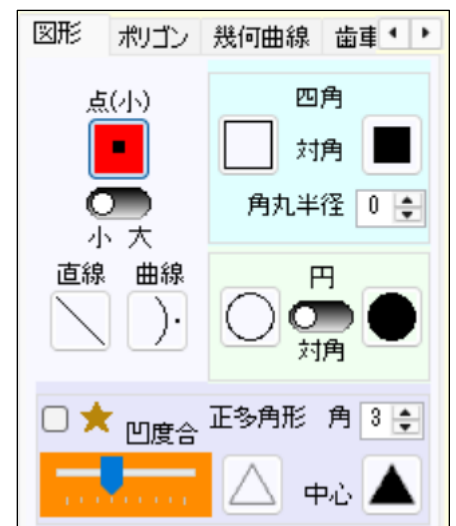 図形 ポリゴン 幾何曲線 歯車
点(小)
小 大
直線 曲線
四角
対角
角丸半径 0
円
対角
凹度合 正多角形 角 3
中心